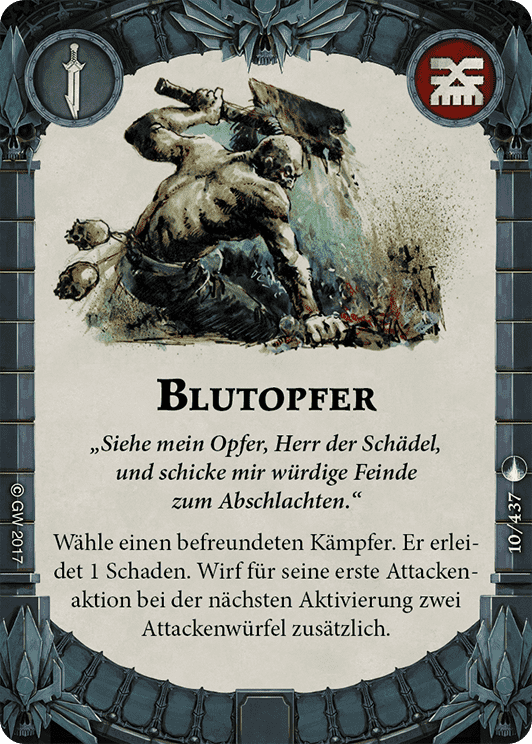 Blutopfer
„Siehe mein Opfer, Herr der Schädel,
und schicke mir würdige Feinde
zum Abschlachten.“
Wähle einen befreundeten Kämpfer. Er erlei-
det 1 Schaden. Wirf für seine erste Attacken-
aktion bei der nächsten Aktivierung zwei
Attackenwürfel zusätzlich.
© GW 2017
10/437